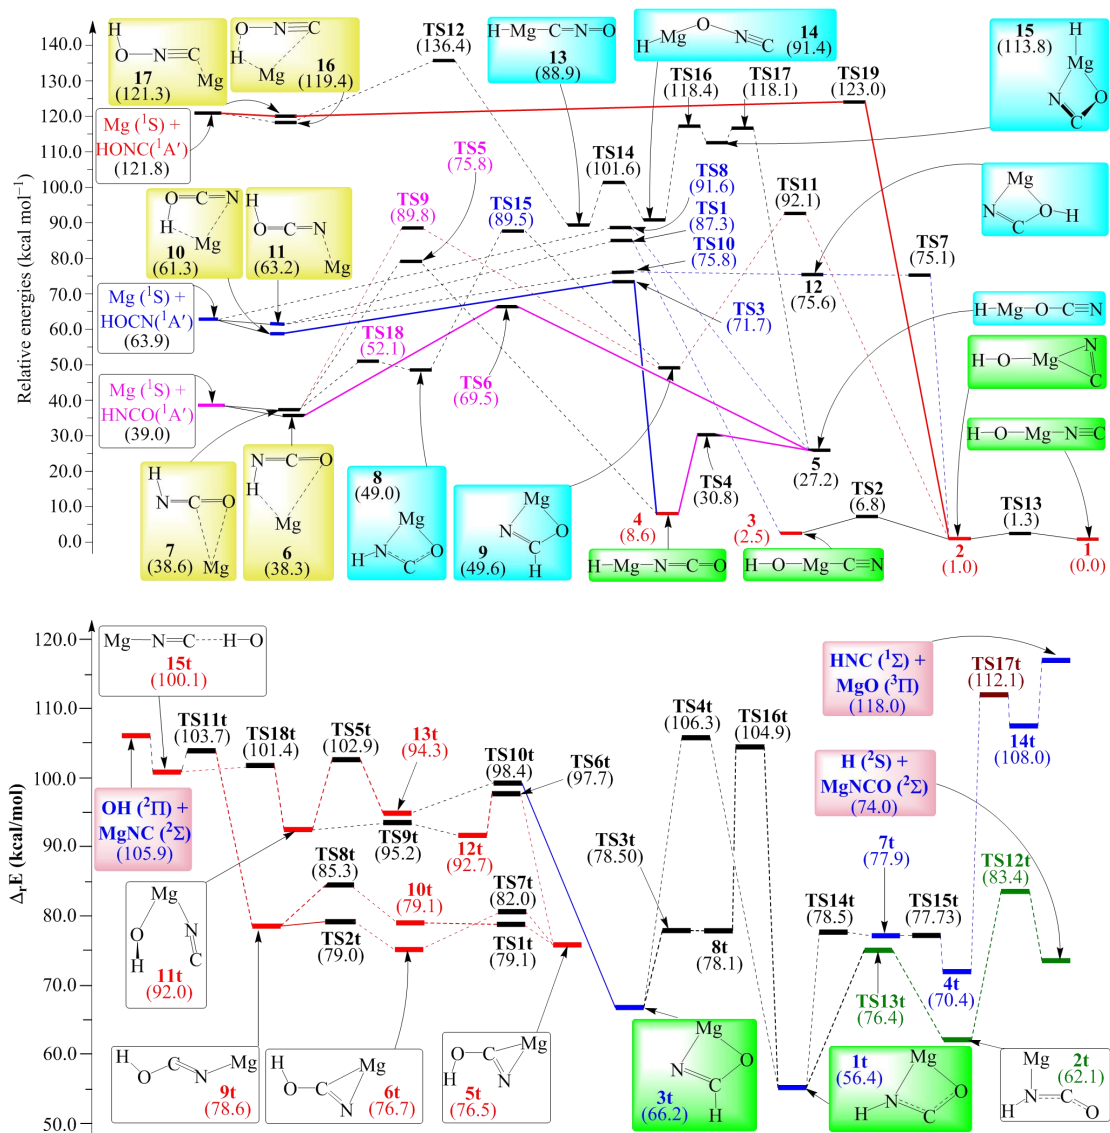 Relative energies (kcal mol⁻¹)
140.0
130.0
120.0
110.0
100.0
90.0
80.0
70.0
60.0
50.0
40.0
30.0
20.0
10.0
0.0
H
O—N≡C
Mg
17
(121.3)
O—N≡C
H
Mg
16
(119.4)
TS12
(136.4)
H–Mg–C=N=O
13
(88.9)
Mg O
H N≡C
14
(91.4)
15
(113.8)
H
Mg
N O
C
Mg (¹S) +
HONC(¹A′)
(121.8)
TS5
(75.8)
TS14
(101.6)
TS16
(118.4)
TS17
(118.1)
TS19
(123.0)
O—C≡N
H
Mg
10
(61.3)
H
O—C≡N
Mg
11
(63.2)
TS9
(89.8)
TS15
(89.5)
TS8
(91.6)
TS1
(87.3)
TS10
(75.8)
TS11
(92.1)
Mg
N O–H
C
TS7
(75.1)
12
(75.6)
Mg (¹S) +
HOCN(¹A′)
(63.9)
TS18
(52.1)
TS3
(71.7)
H–Mg–O–C≡N
H–O—Mg
N
C
Mg (¹S) +
HNCO(¹A′)
(39.0)
TS6
(69.5)
H–O–Mg–N≡C
5
(27.2)
TS4
(30.8)
TS2
(6.8)
TS13
(1.3)
H
N=C=O
Mg
7
(38.6)
N=C=O
H
Mg
6
(38.3)
8
(49.0)
Mg
N O
H C
Mg
N O
C
H
9
(49.6)
4
(8.6)
H–Mg–N=C=O
3
(2.5)
H–O–Mg–C≡N
2
(1.0)
1
(0.0)
ΔᵣE (kcal/mol)
120.0
110.0
100.0
90.0
80.0
70.0
60.0
50.0
Mg—N=C----H–O
15t
(100.1)
TS11t
(103.7)
TS18t
(101.4)
TS5t
(102.9)
13t
(94.3)
TS10t
(98.4)
TS6t
(97.7)
TS4t
(106.3)
TS16t
(104.9)
HNC (¹Σ) +
MgO (³Π)
(118.0)
TS17t
(112.1)
14t
(108.0)
OH (²Π) +
MgNC (²Σ)
(105.9)
H (²S) +
MgNCO (²Σ)
(74.0)
TS9t
(95.2)
12t
(92.7)
TS3t
(78.50)
7t
(77.9)
TS12t
(83.4)
Mg
O N
H C
11t
(92.0)
TS8t
(85.3)
10t
(79.1)
TS7t
(82.0)
TS2t
(79.0)
TS1t
(79.1)
8t
(78.1)
TS14t
(78.5)
TS15t
(77.73)
4t
(70.4)
TS13t
(76.4)
H
O C N Mg
9t
(78.6)
H Mg
O C
N
6t
(76.7)
Mg
O C
H N
5t
(76.5)
Mg
N O
C
H
3t
(66.2)
1t
(56.4)
Mg
N O
H C
Mg
N C
H O
2t
(62.1)